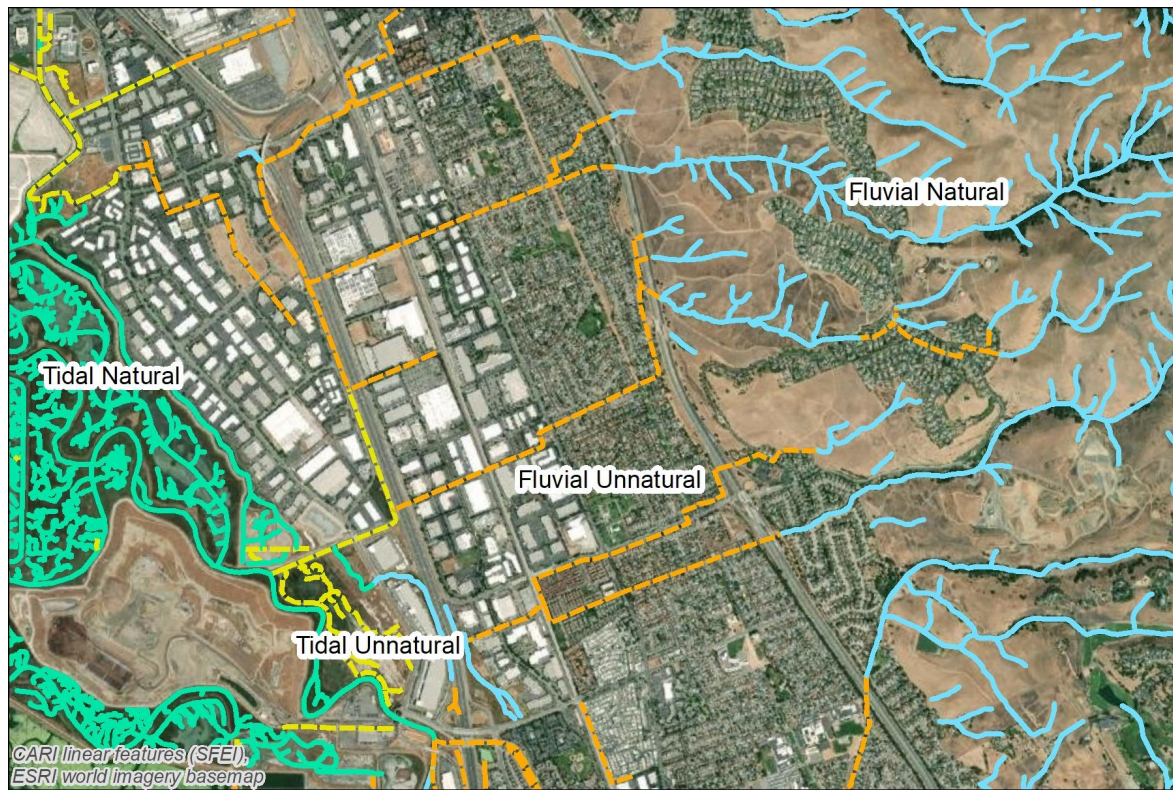 Fluvial Natural
Tidal Natural
Fluvial Unnatural
Tidal Unnatural
CARI linear features (SFEI),
ESRI world imagery basemap